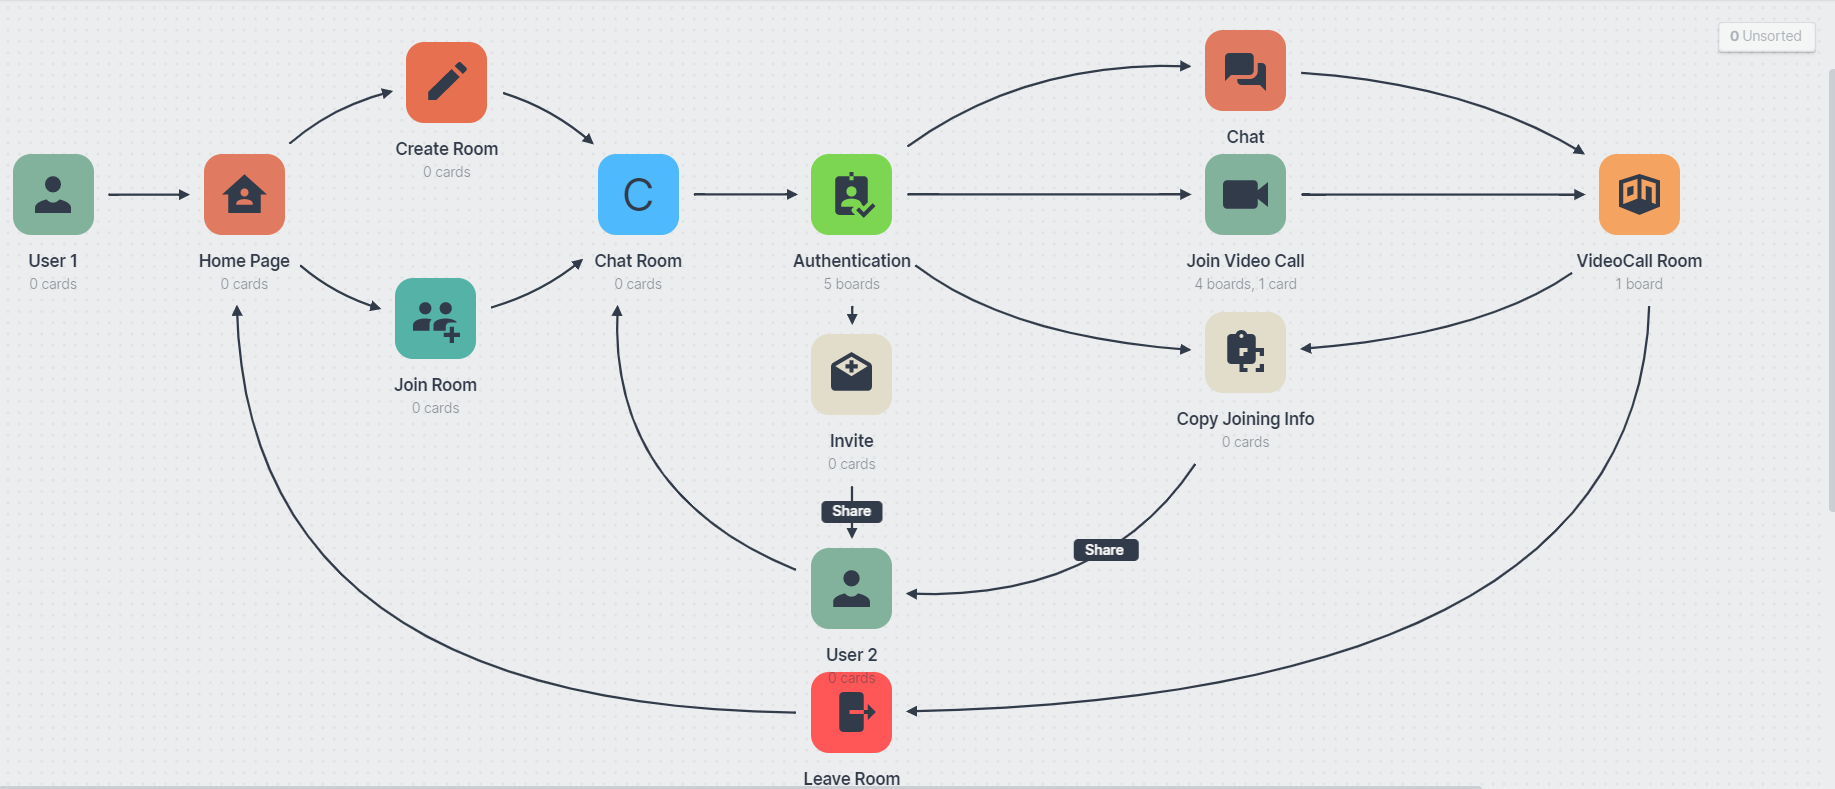 0 Unsorted
Create Room
0 cards
Chat
User 1
0 cards
Home Page
0 cards
C
Chat Room
0 cards
Authentication
5 boards
Join Video Call
4 boards, 1 card
VideoCall Room
1 board
Join Room
0 cards
Invite
0 cards
Copy Joining Info
0 cards
Share
Share
User 2
0 cards
Leave Room